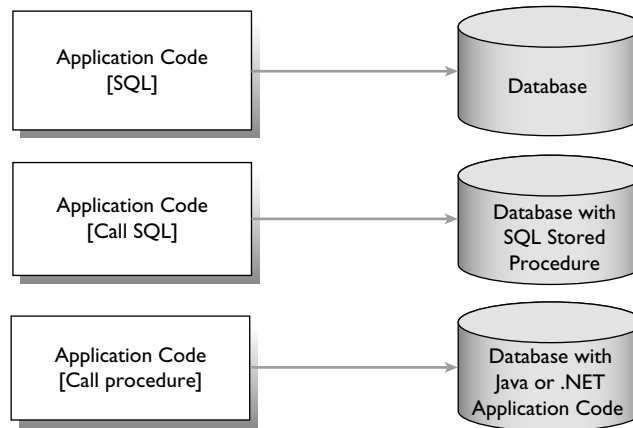 Application Code
[SQL]
Database
Application Code
[Call SQL]
Database with
SQL Stored
Procedure
Application Code
[Call procedure]
Database with
Java or .NET
Application Code